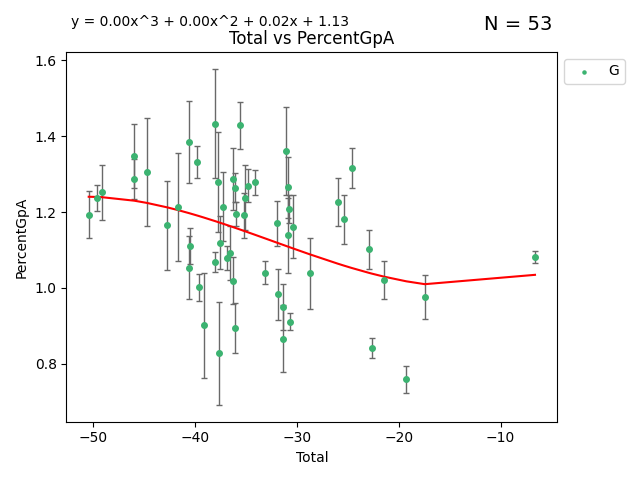 y = 0.00x^3 + 0.00x^2 + 0.02x + 1.13
N = 53
Total vs PercentGpA
G
1.6
1.4
1.2
1.0
0.8
PercentGpA
−50
−40
−30
−20
−10
Total